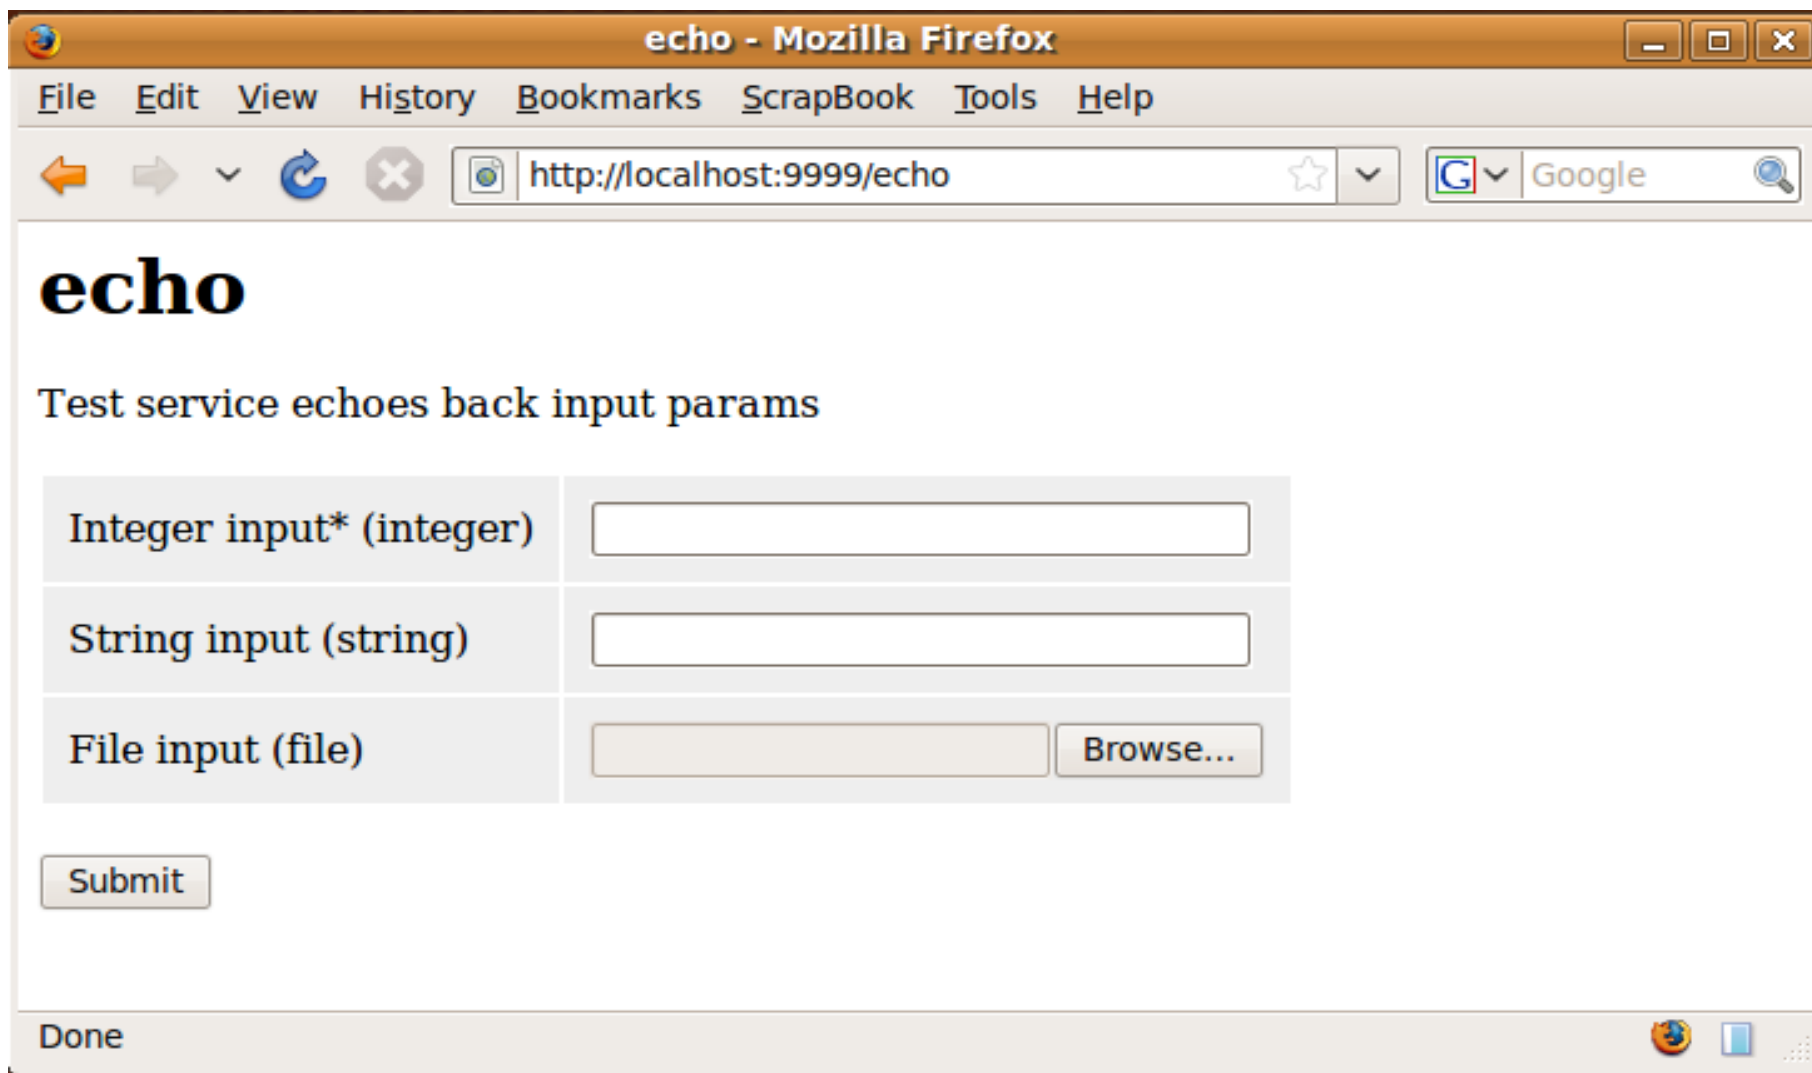 echo - Mozilla Firefox
File Edit View History Bookmarks ScrapBook Tools Help
http://localhost:9999/echo G Google
echo
Test service echoes back input params
Integer input* (integer)
String input (string)
File input (file) Browse...
Submit
Done